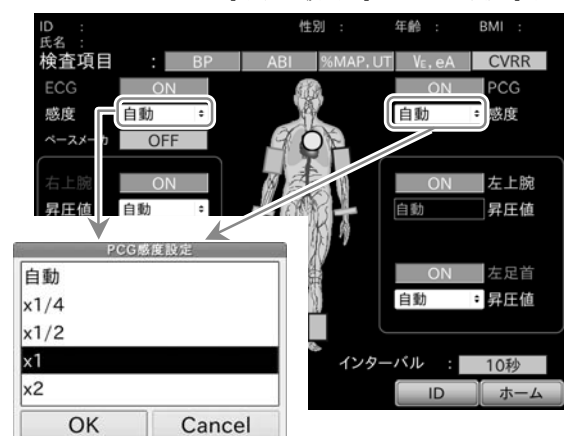 ID : 性別 : 年齢 : BMI :
氏名 :
検査項目 : BP ABI %MAP,UT VE,eA CVRR
ECG ON ON PCG
感度 自動 自動 感度
ペースメーカ OFF
右上腕 ON ON 左上腕
昇圧値 自動 自動 昇圧値
PCG感度設定
自動
x1/4
x1/2
x1
x2
OK Cancel
ON 左足首
自動 昇圧値
インターバル : 10秒
ID ホーム